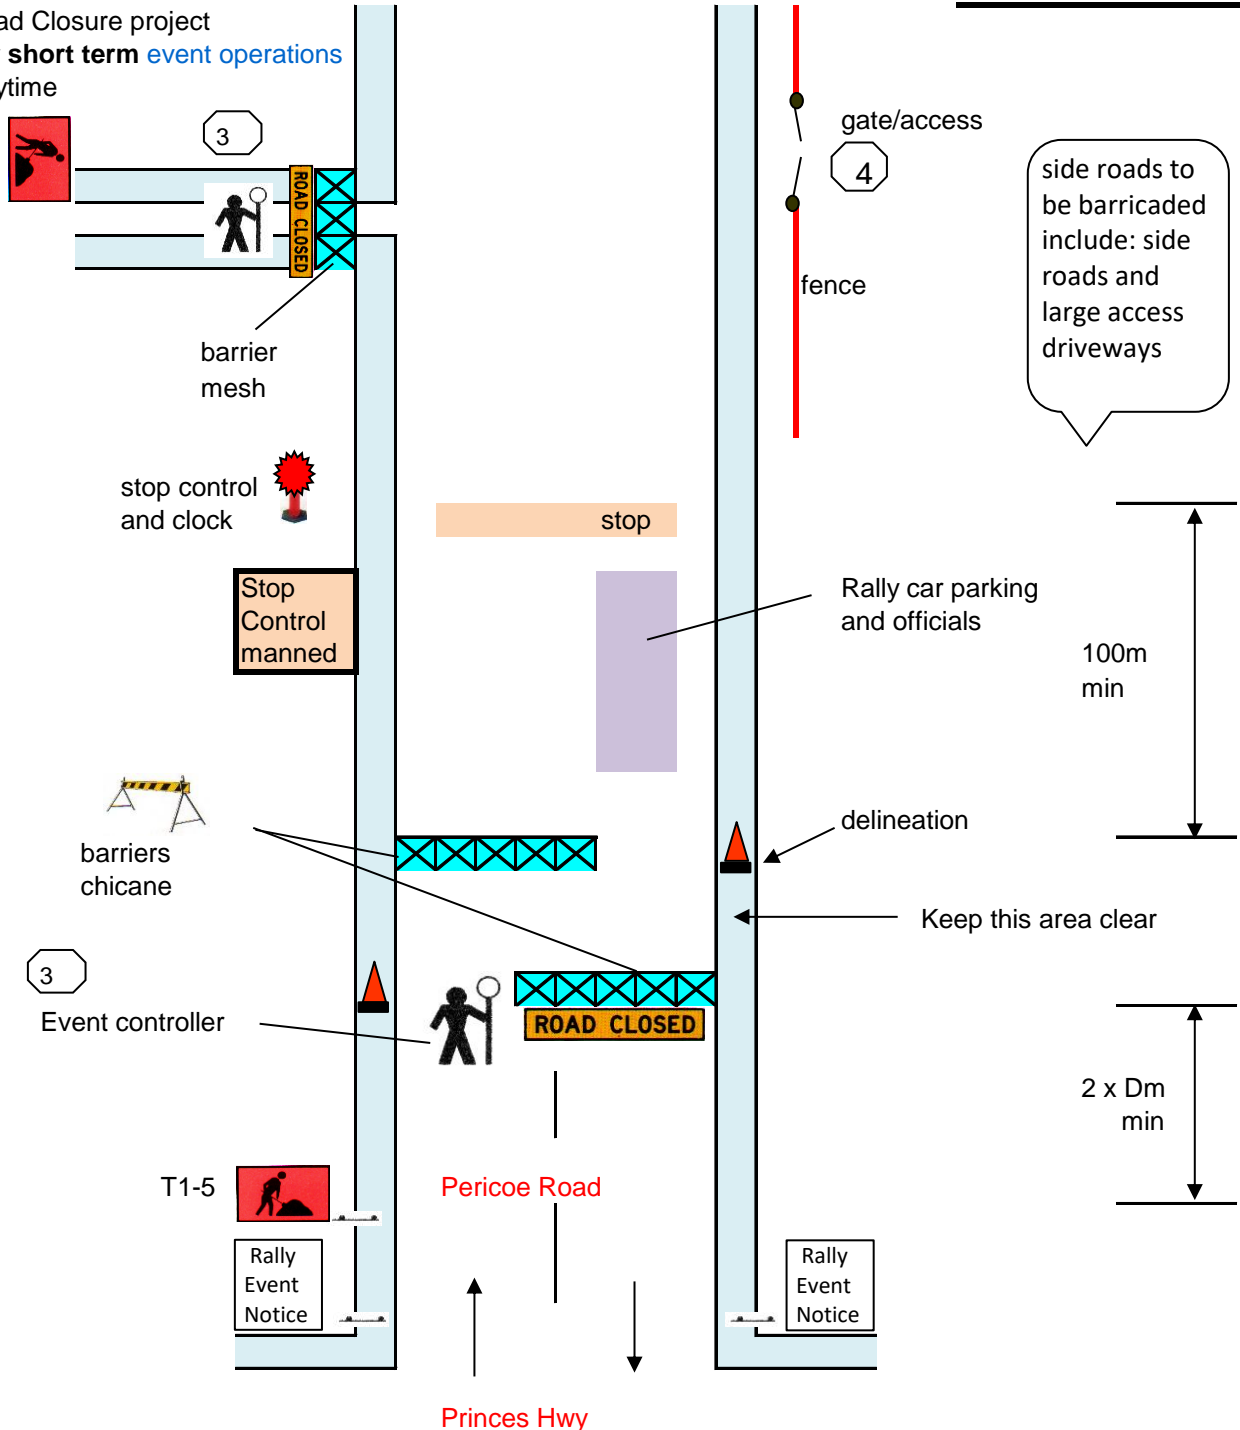 ad Closure project
short term event operations
ytime
3
ROAD CLOSED
gate/access
4
side roads to
be barricaded
include: side
roads and
large access
driveways
fence
barrier
mesh
stop control
and clock
stop
Stop
Control
manned
Rally car parking
and officials
100m
min
barriers
chicane
delineation
Keep this area clear
3
Event controller
ROAD CLOSED
2 x Dm
min
T1-5
Pericoe Road
Rally
Event
Notice
Rally
Event
Notice
Princes Hwy